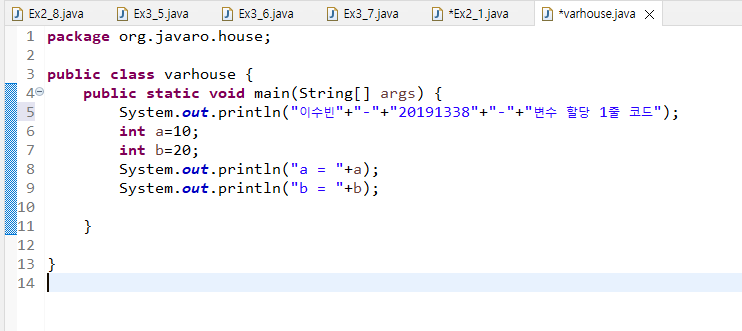 Ex2_8.java Ex3_5.java Ex3_6.java Ex3_7.java *Ex2_1.java *varhouse.java
1 package org.javaro.house;
2
3 public class varhouse {
4 public static void main(String[] args) {
5 System.out.println("이수빈"+"-"+"20191338"+"-"+"변수 할당 1줄 코드");
6 int a=10;
7 int b=20;
8 System.out.println("a = "+a);
9 System.out.println("b = "+b);
10
11 }
12
13 }
14